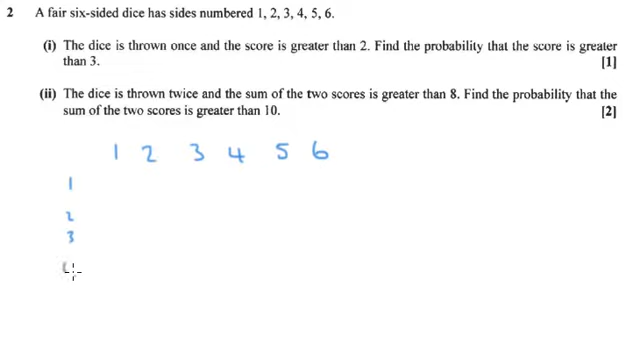 2 A fair six-sided dice has sides numbered 1, 2, 3, 4, 5, 6.
(i) The dice is thrown once and the score is greater than 2. Find the probability that the score is greater
than 3. [1]
(ii) The dice is thrown twice and the sum of the two scores is greater than 8. Find the probability that the
sum of the two scores is greater than 10. [2]
1 2 3 4 5 6
1
2
3
4